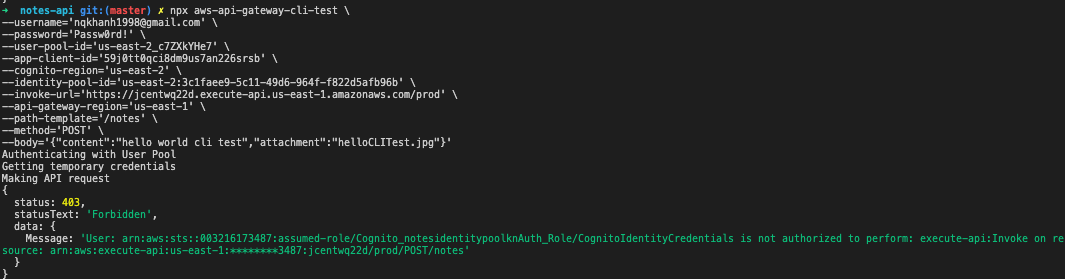 → notes-api git:(master) ✗ npx aws-api-gateway-cli-test \
--username='nqkhanh1998@gmail.com' \
--password='Passw0rd!' \
--user-pool-id='us-east-2_c7ZXkYHe7' \
--app-client-id='59j0tt0qci8dm9us7an226srsb' \
--cognito-region='us-east-2' \
--identity-pool-id='us-east-2:3c1faee9-5c11-49d6-964f-f822d5afb96b' \
--invoke-url='https://jcentwq22d.execute-api.us-east-1.amazonaws.com/prod' \
--api-gateway-region='us-east-1' \
--path-template='/notes' \
--method='POST' \
--body='{"content":"hello world cli test","attachment":"helloCLITest.jpg"}'
Authenticating with User Pool
Getting temporary credentials
Making API request
{
  status: 403,
  statusText: 'Forbidden',
  data: {
    Message: 'User: arn:aws:sts::003216173487:assumed-role/Cognito_notesidentitypoolknAuth_Role/CognitoIdentityCredentials is not authorized to perform: execute-api:Invoke on re
source: arn:aws:execute-api:us-east-1:********3487:jcentwq22d/prod/POST/notes'
  }
}